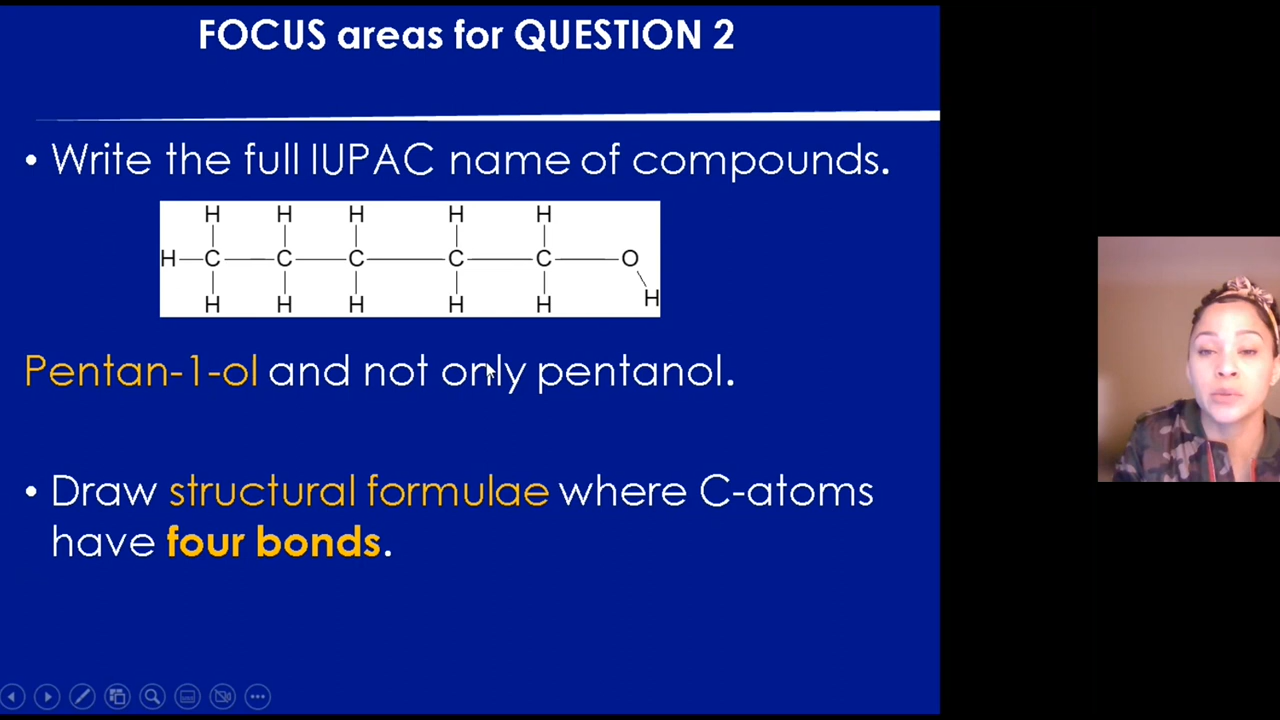 FOCUS areas for QUESTION 2
• Write the full IUPAC name of compounds.
H H H H H
H C C C C C O
H H H H H H
Pentan-1-ol and not only pentanol.
• Draw structural formulae where C-atoms
have four bonds.